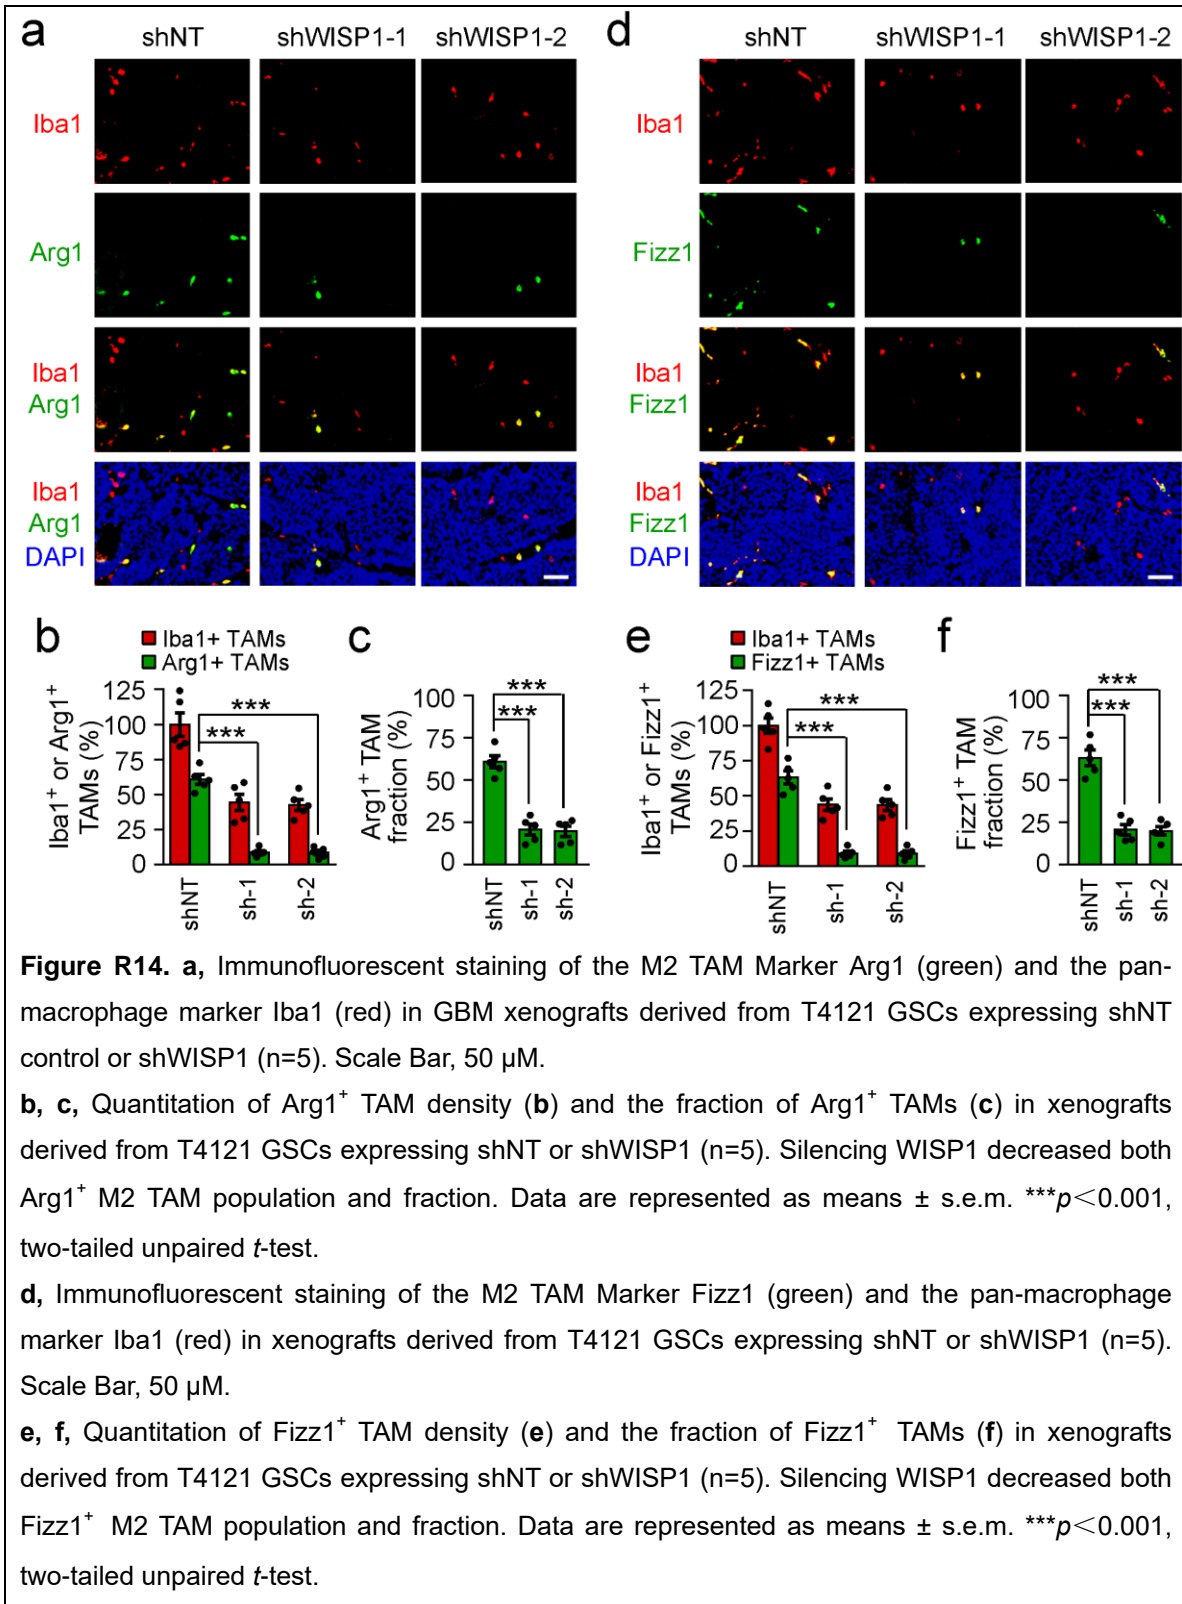 a
shNT shWISP1-1 shWISP1-2
Iba1
Arg1
Iba1
Arg1
Iba1
Arg1
DAPI
d
shNT shWISP1-1 shWISP1-2
Iba1
Fizz1
Iba1
Fizz1
Iba1
Fizz1
DAPI
b
Iba1+ TAMs
Arg1+ TAMs
Iba1⁺ or Arg1⁺
TAMs (%)
125
100
75
50
25
0
***
***
shNT
sh-1
sh-2
c
Arg1⁺ TAM
fraction (%)
100
75
50
25
0
***
***
shNT
sh-1
sh-2
e
Iba1+ TAMs
Fizz1+ TAMs
Iba1⁺ or Fizz1⁺
TAMs (%)
125
100
75
50
25
0
***
***
shNT
sh-1
sh-2
f
Fizz1⁺ TAM
fraction (%)
100
75
50
25
0
***
***
shNT
sh-1
sh-2
Figure R14. a, Immunofluorescent staining of the M2 TAM Marker Arg1 (green) and the pan-
macrophage marker Iba1 (red) in GBM xenografts derived from T4121 GSCs expressing shNT
control or shWISP1 (n=5). Scale Bar, 50 µM.
b, c, Quantitation of Arg1⁺ TAM density (b) and the fraction of Arg1⁺ TAMs (c) in xenografts
derived from T4121 GSCs expressing shNT or shWISP1 (n=5). Silencing WISP1 decreased both
Arg1⁺ M2 TAM population and fraction. Data are represented as means ± s.e.m. ***p<0.001,
two-tailed unpaired t-test.
d, Immunofluorescent staining of the M2 TAM Marker Fizz1 (green) and the pan-macrophage
marker Iba1 (red) in xenografts derived from T4121 GSCs expressing shNT or shWISP1 (n=5).
Scale Bar, 50 µM.
e, f, Quantitation of Fizz1⁺ TAM density (e) and the fraction of Fizz1⁺ TAMs (f) in xenografts
derived from T4121 GSCs expressing shNT or shWISP1 (n=5). Silencing WISP1 decreased both
Fizz1⁺ M2 TAM population and fraction. Data are represented as means ± s.e.m. ***p<0.001,
two-tailed unpaired t-test.